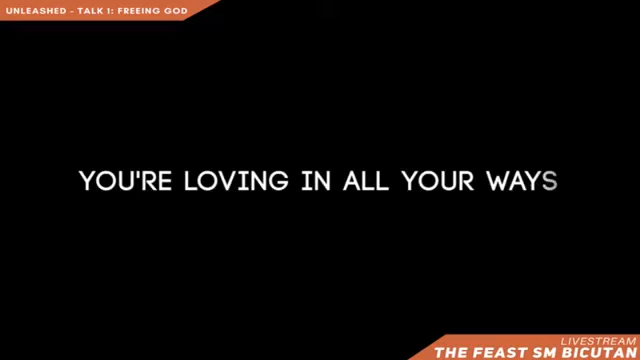 UNLEASHED - TALK 1: FREEING GOD
YOU'RE LOVING IN ALL YOUR WAYS
LIVESTREAM
THE FEAST SM BICUTAN